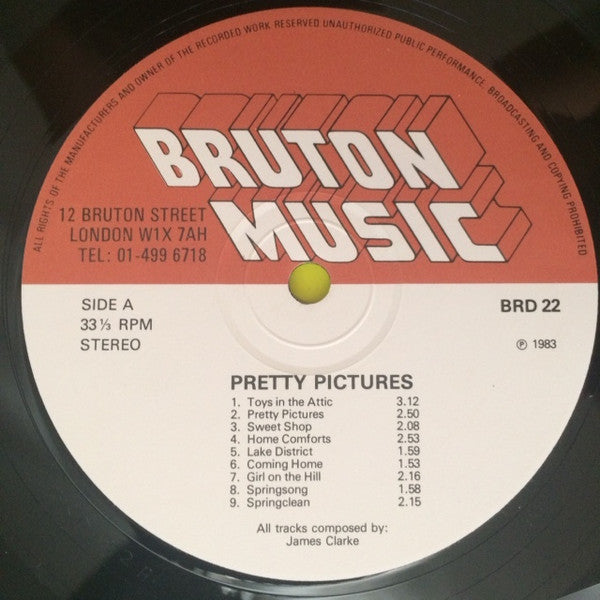 ALL RIGHTS OF THE MANUFACTURERS AND OWNER OF THE RECORDED WORK RESERVED UNAUTHORIZED PUBLIC PERFORMANCE, BROADCASTING AND COPYING PROHIBITED
BRUTON
MUSIC
12 BRUTON STREET
LONDON W1X 7AH
TEL: 01-499 6718
SIDE A
33 ⅓ RPM
STEREO
BRD 22
℗ 1983
PRETTY PICTURES
1. Toys in the Attic 3.12
2. Pretty Pictures 2.50
3. Sweet Shop 2.08
4. Home Comforts 2.53
5. Lake District 1.59
6. Coming Home 1.53
7. Girl on the Hill 2.16
8. Springsong 1.58
9. Springclean 2.15
All tracks composed by:
James Clarke